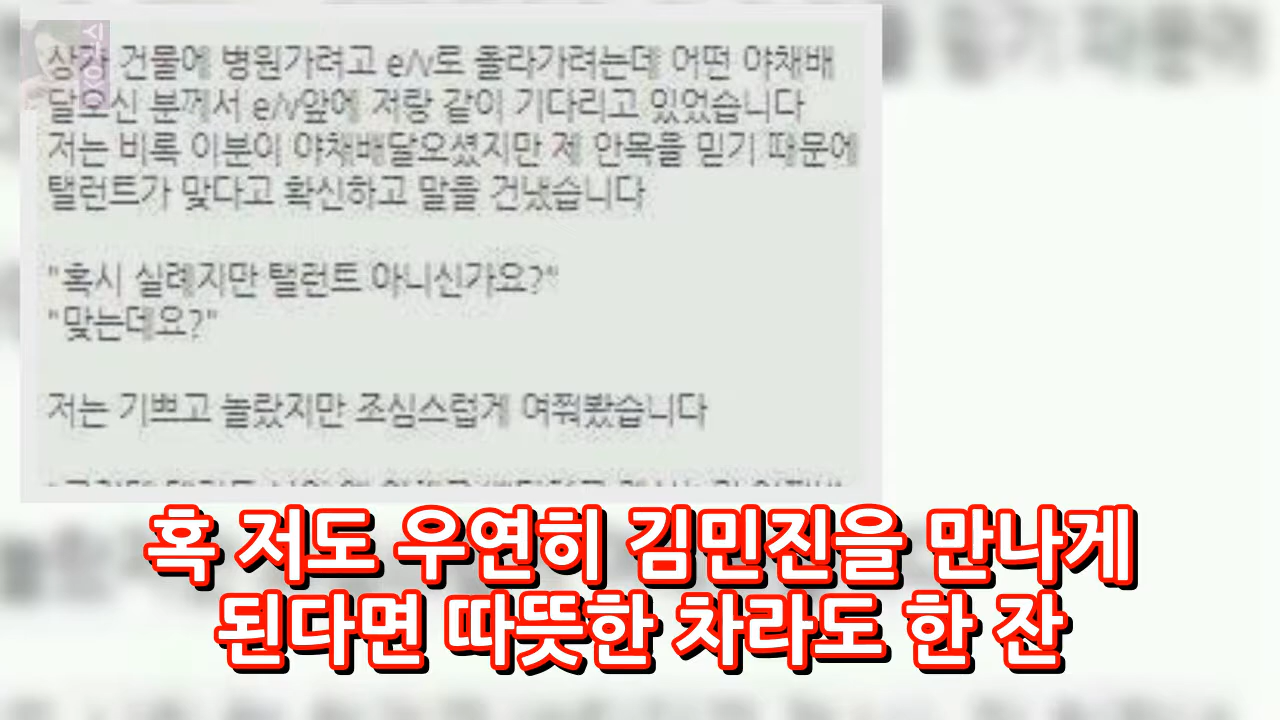 상가 건물에 병원가려고 e/v로 올라가려는데 어떤 야채배
달오신 분께서 e/v앞에 저랑 같이 기다리고 있었습니다
저는 비록 이분이 야채배달오셨지만 제 안목을 믿기 때문에
탤런트가 맞다고 확신하고 말을 건넸습니다
"혹시 실례지만 탤런트 아니신가요?"
"맞는데요?"
저는 기쁘고 놀랐지만 조심스럽게 여쭤봤습니다
혹 저도 우연히 김민진을 만나게
된다면 따뜻한 차라도 한 잔